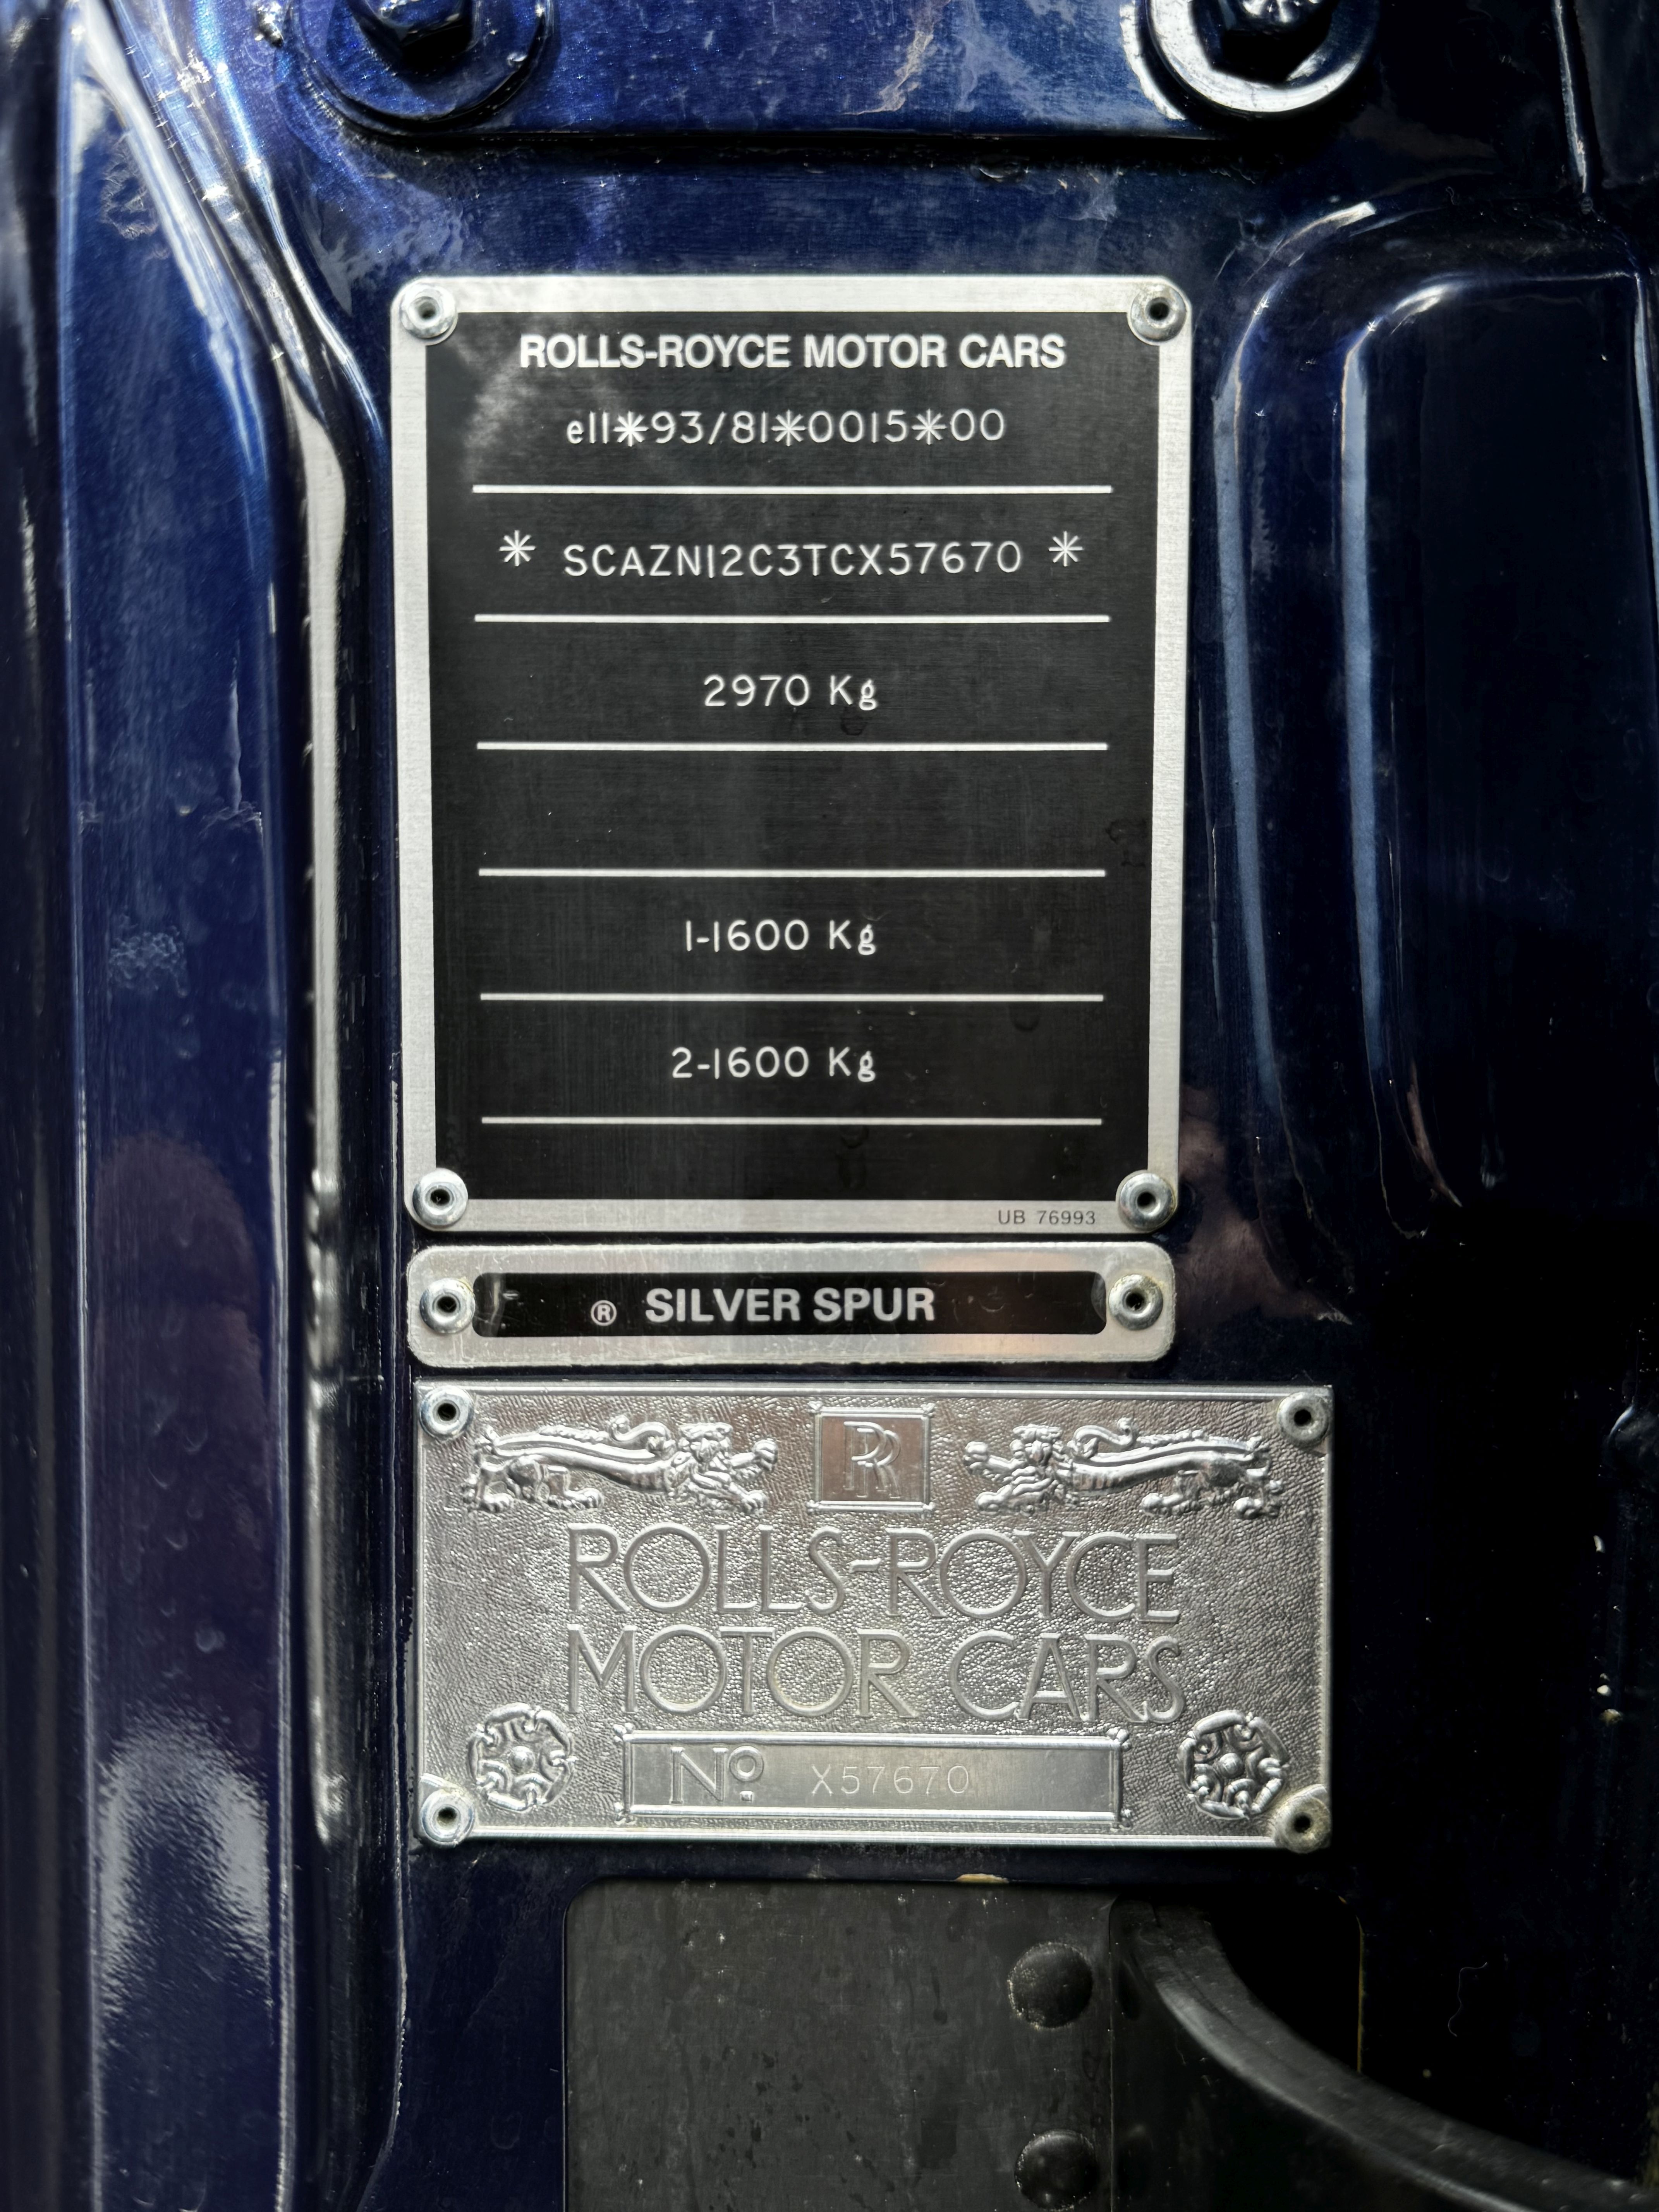 ROLLS-ROYCE MOTOR CARS
e11*93/81*0015*00
* SCAZN12C3TCX57670 *
2970 Kg
1-1600 Kg
2-1600 Kg
UB 76993
® SILVER SPUR
RR
ROLLS-ROYCE
MOTOR CARS
No. X57670